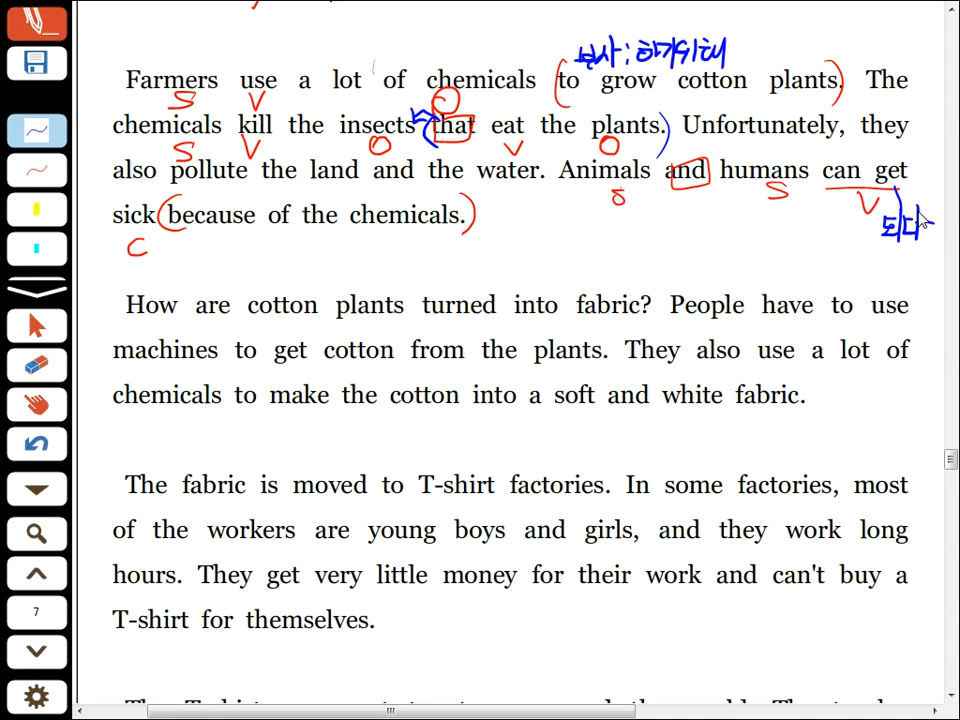 부사 : 하기위해
Farmers use a lot of chemicals (to grow cotton plants.) The
S V
chemicals kill the insects that eat the plants.) Unfortunately, they
S V O V O
also pollute the land and the water. Animals and humans can get
S S V
되다
sick (because of the chemicals.)
C
How are cotton plants turned into fabric? People have to use
machines to get cotton from the plants. They also use a lot of
chemicals to make the cotton into a soft and white fabric.
The fabric is moved to T-shirt factories. In some factories, most
of the workers are young boys and girls, and they work long
hours. They get very little money for their work and can't buy a
T-shirt for themselves.
7